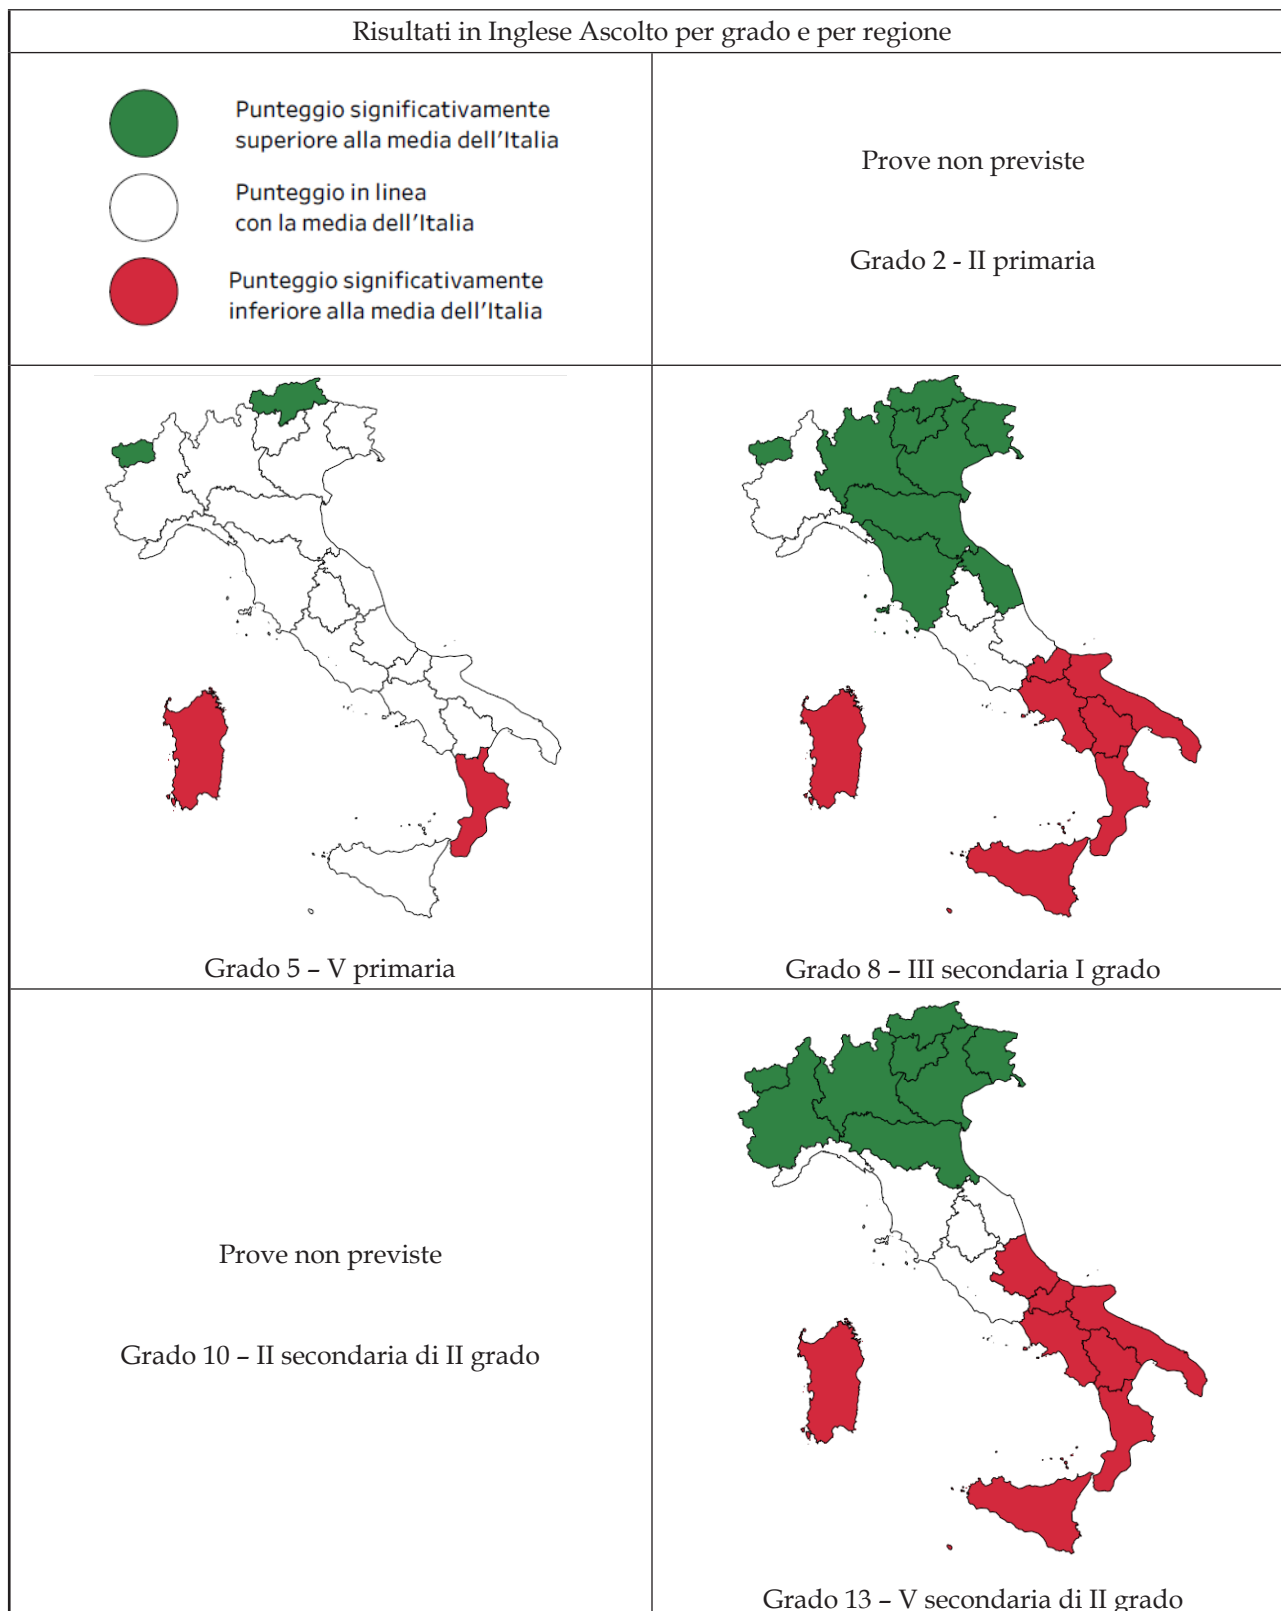 Risultati in Inglese Ascolto per grado e per regione
Punteggio significativamente
superiore alla media dell'Italia
Punteggio in linea
con la media dell'Italia
Punteggio significativamente
inferiore alla media dell'Italia
Prove non previste
Grado 2 - II primaria
Grado 5 – V primaria
Grado 8 – III secondaria I grado
Prove non previste
Grado 10 – II secondaria di II grado
Grado 13 – V secondaria di II grado